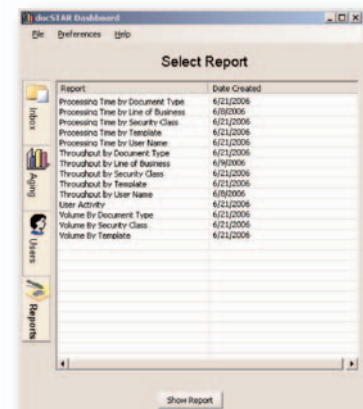 docSTAR Dashboard
File Preferences Help
Select Report
Inbox
Aging
Users
Reports
Report Date Created
Processing Time by Document Type 6/21/2006
Processing Time by Line of Business 6/8/2006
Processing Time by Security Class 6/21/2006
Processing Time by Template 6/21/2006
Processing Time by User Name 6/21/2006
Throughput by Document Type 6/21/2006
Throughput by Line of Business 6/9/2006
Throughput by Security Class 6/21/2006
Throughput by Template 6/21/2006
Throughput by User Name 6/8/2006
User Activity 6/21/2006
Volume By Document Type 6/21/2006
Volume By Security Class 6/21/2006
Volume By Template 6/21/2006
Show Report